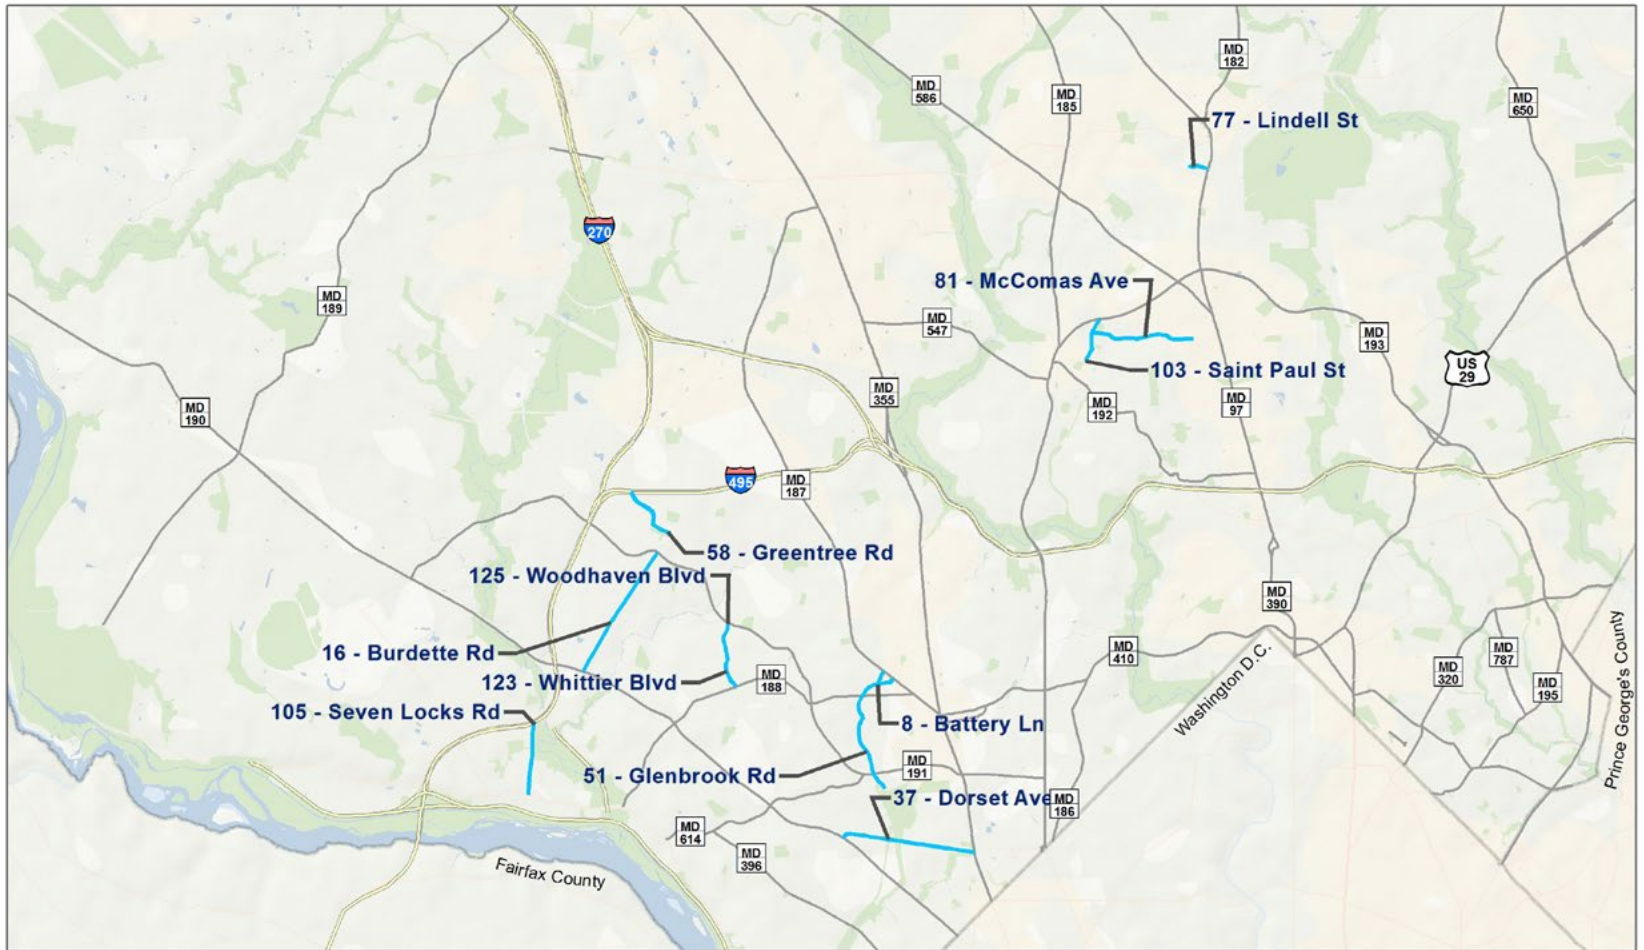 MD
182
MD
586
MD
185
MD
650
77 - Lindell St
270
81 - McComas Ave
MD
189
MD
547
MD
193
103 - Saint Paul St
US
29
MD
355
MD
190
MD
192
MD
97
495
MD
187
58 - Greentree Rd
125 - Woodhaven Blvd
MD
390
16 - Burdette Rd
MD
410
MD
787
MD
320
MD
195
123 - Whittier Blvd
MD
188
Washington D.C.
Prince George's County
105 - Seven Locks Rd
8 - Battery Ln
51 - Glenbrook Rd
MD
191
37 - Dorset Ave
MD
186
MD
614
MD
396
Fairfax County